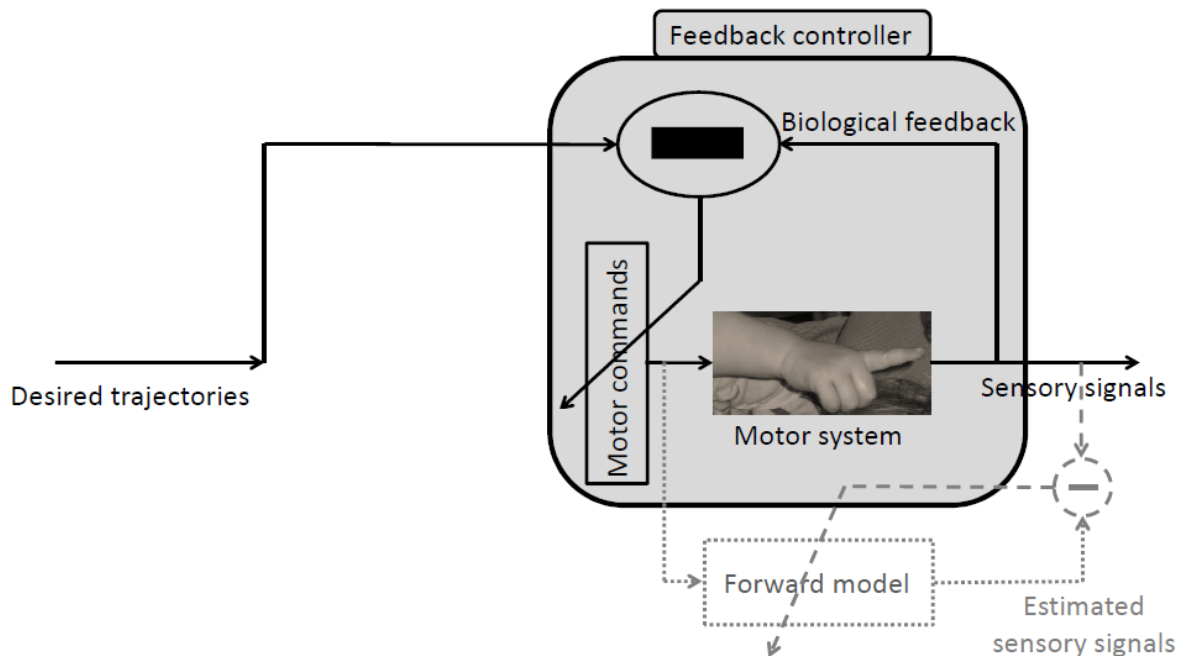 Feedback controller
Biological feedback
Desired trajectories
Motor commands
Motor system
Sensory signals
Forward model
Estimated
sensory signals